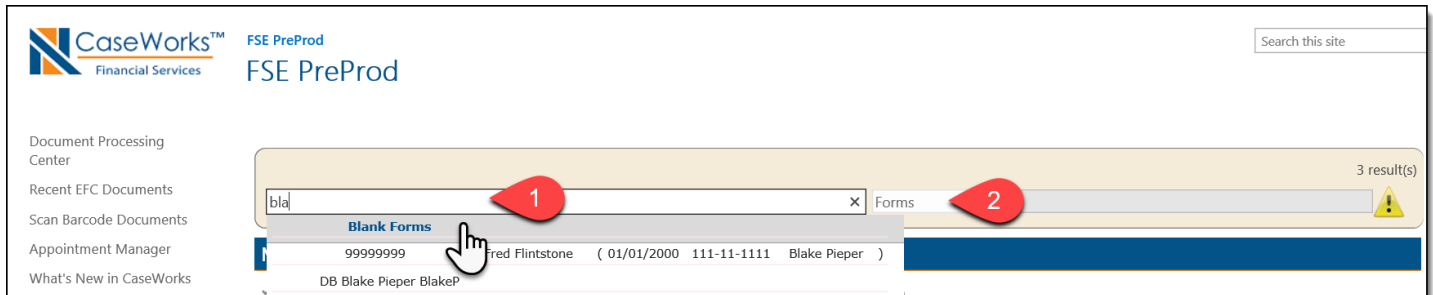 CaseWorks™
Financial Services
FSE PreProd
FSE PreProd
Search this site
Document Processing
Center
Recent EFC Documents
Scan Barcode Documents
Appointment Manager
What's New in CaseWorks
3 result(s)
bla
×
1
Forms
2
Blank Forms
99999999 Fred Flintstone ( 01/01/2000 111-11-1111 Blake Pieper )
DB Blake Pieper BlakeP